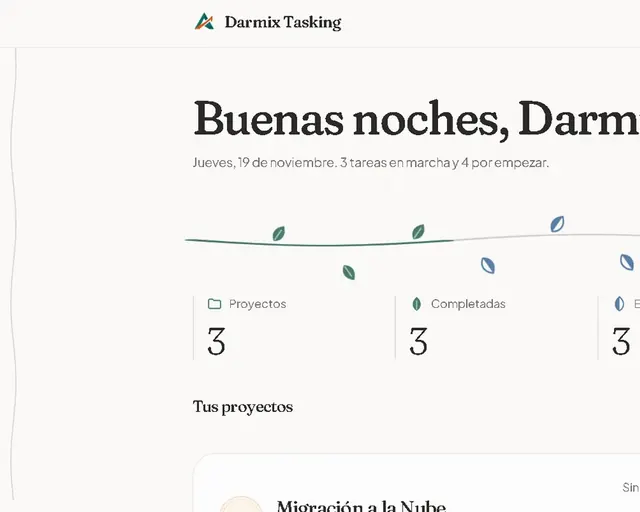 Darmix Tasking
Buenas noches, Darm
Jueves, 19 de noviembre. 3 tareas en marcha y 4 por empezar.
Proyectos
Completadas
E
3
3
3
Tus proyectos
Sin
Migración a la Nube